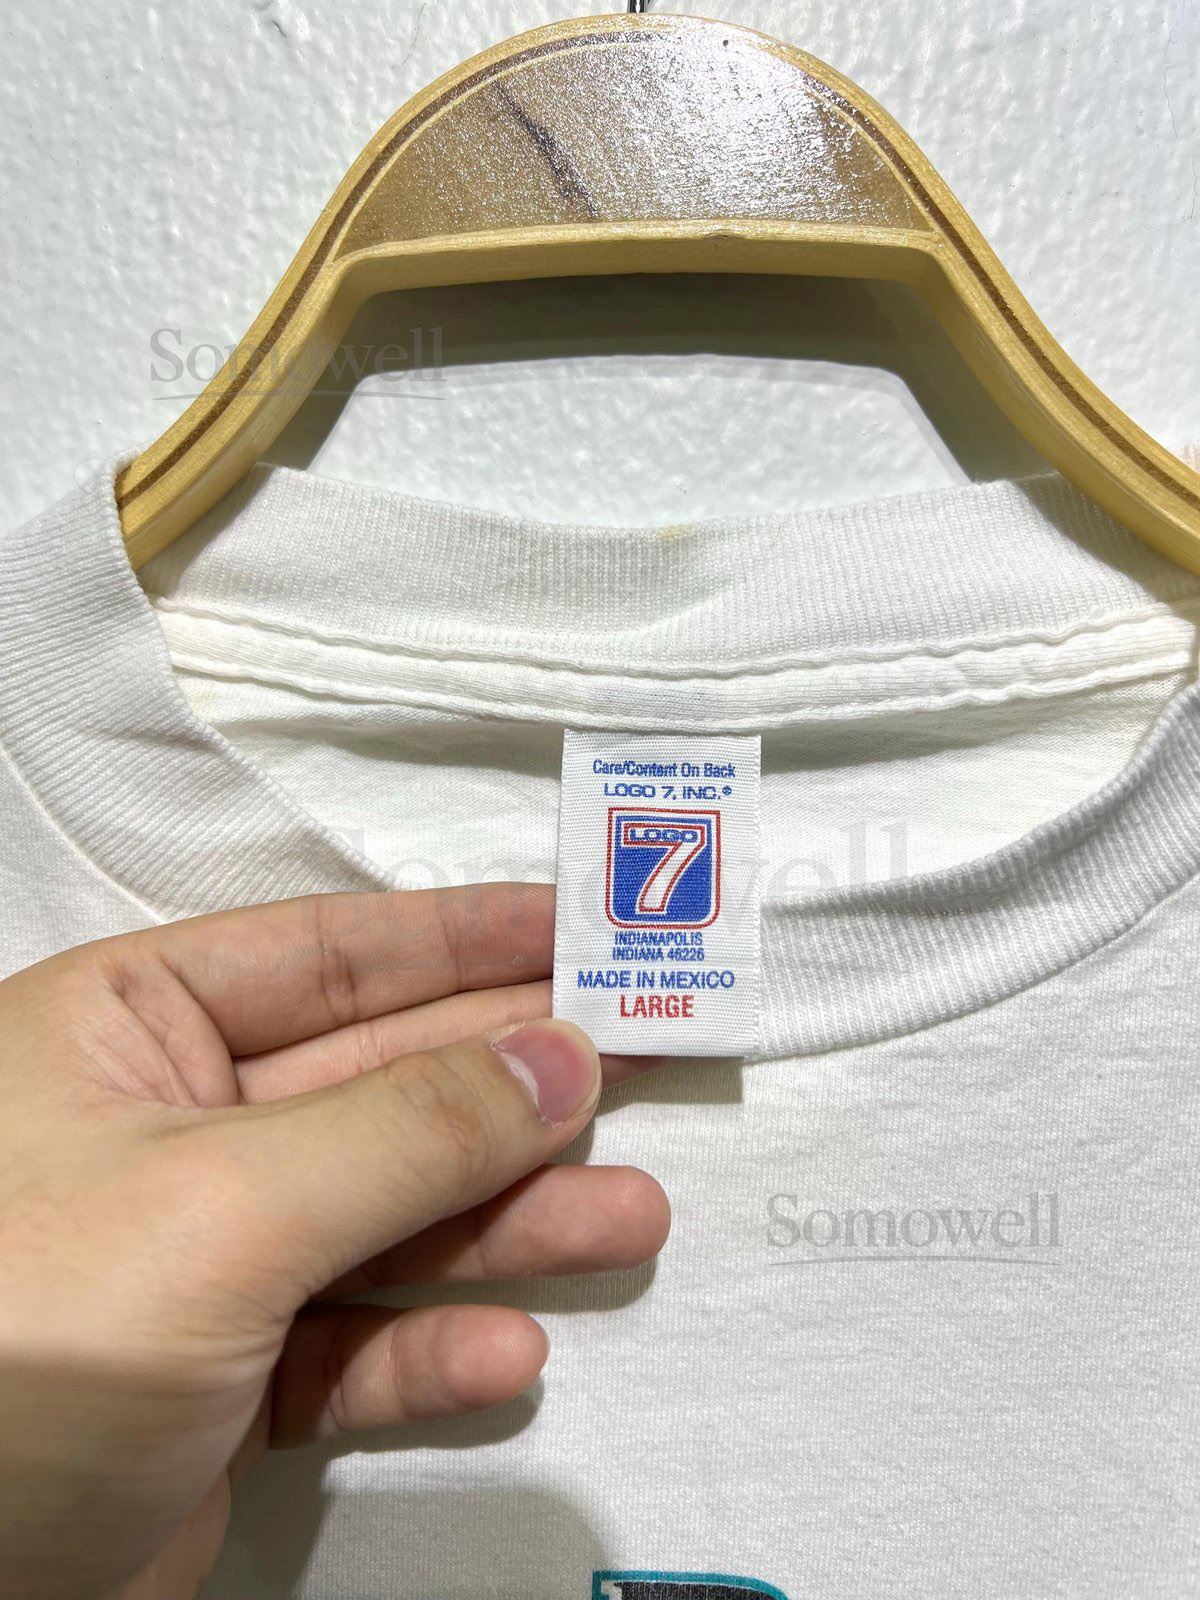 Somowell
Care/Content On Back
LOGO 7, INC.®
LOGO
7
INDIANAPOLIS
INDIANA 46226
MADE IN MEXICO
LARGE
Somowell